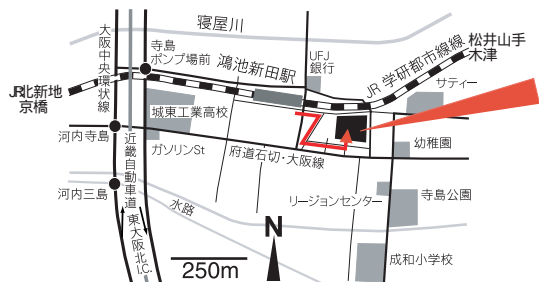 寝屋川
大阪中央環状線
寺島
ポンプ場前
鴻池新田駅
UFJ
銀行
JR 学研都市線線
松井山手
木津
サティー
JR北新地
京橋
城東工業高校
河内寺島
近畿自動車道
ガソリンSt
府道石切・大阪線
幼稚園
河内三島
水路
リージョンセンター
寺島公園
東大阪北
I.C.
N
250m
成和小学校